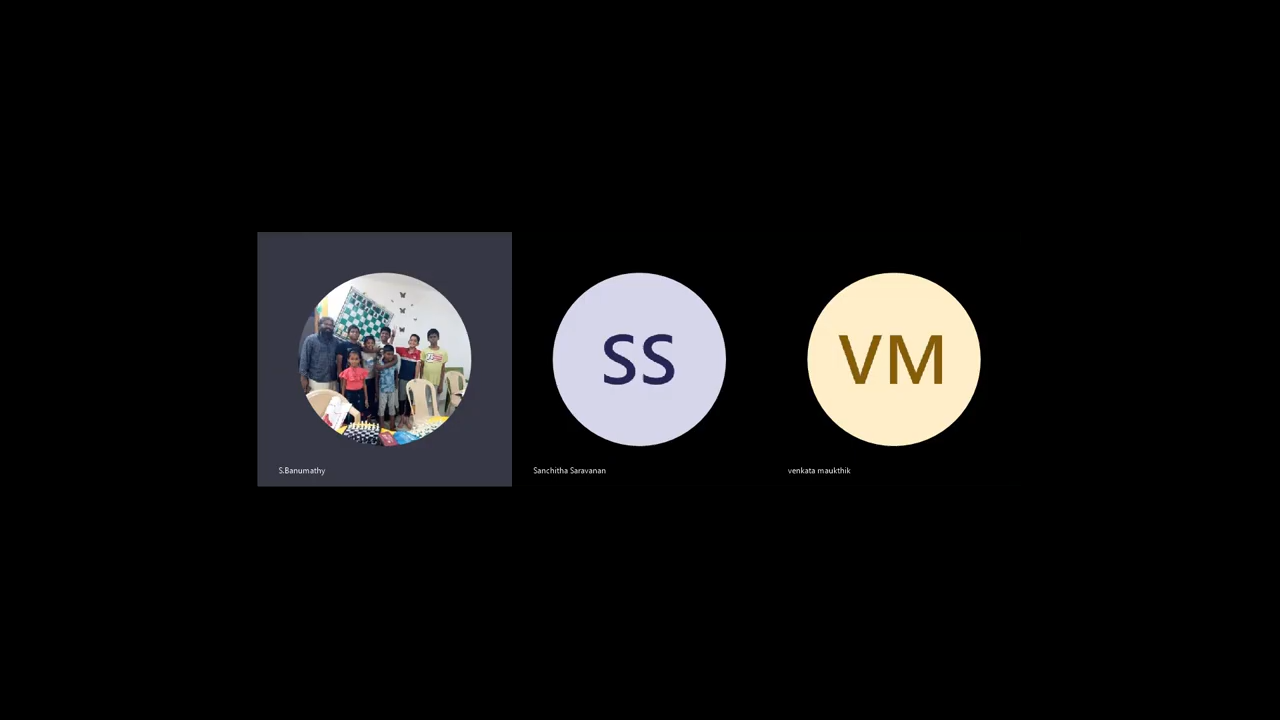 SS
VM
S.Banumathy
Sanchitha Saravanan
venkata maukthik